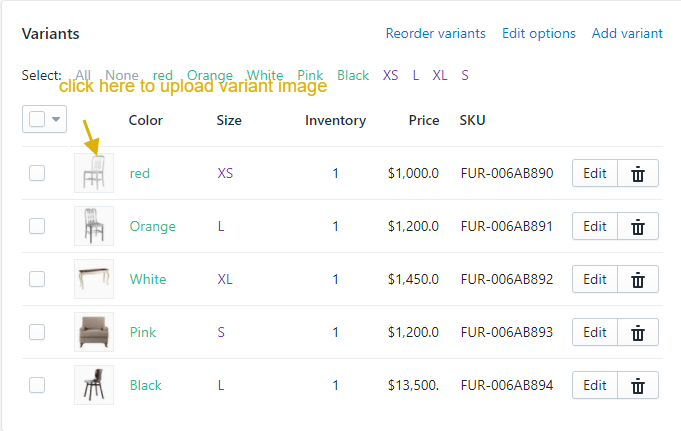 Variants Reorder variants Edit options Add variant
Select: All None red Orange White Pink Black XS L XL S
click here to upload variant image
Color Size Inventory Price SKU
red XS 1 $1,000.0 FUR-006AB890 Edit
Orange L 1 $1,200.0 FUR-006AB891 Edit
White XL 1 $1,450.0 FUR-006AB892 Edit
Pink S 1 $1,200.0 FUR-006AB893 Edit
Black L 1 $13,500. FUR-006AB894 Edit